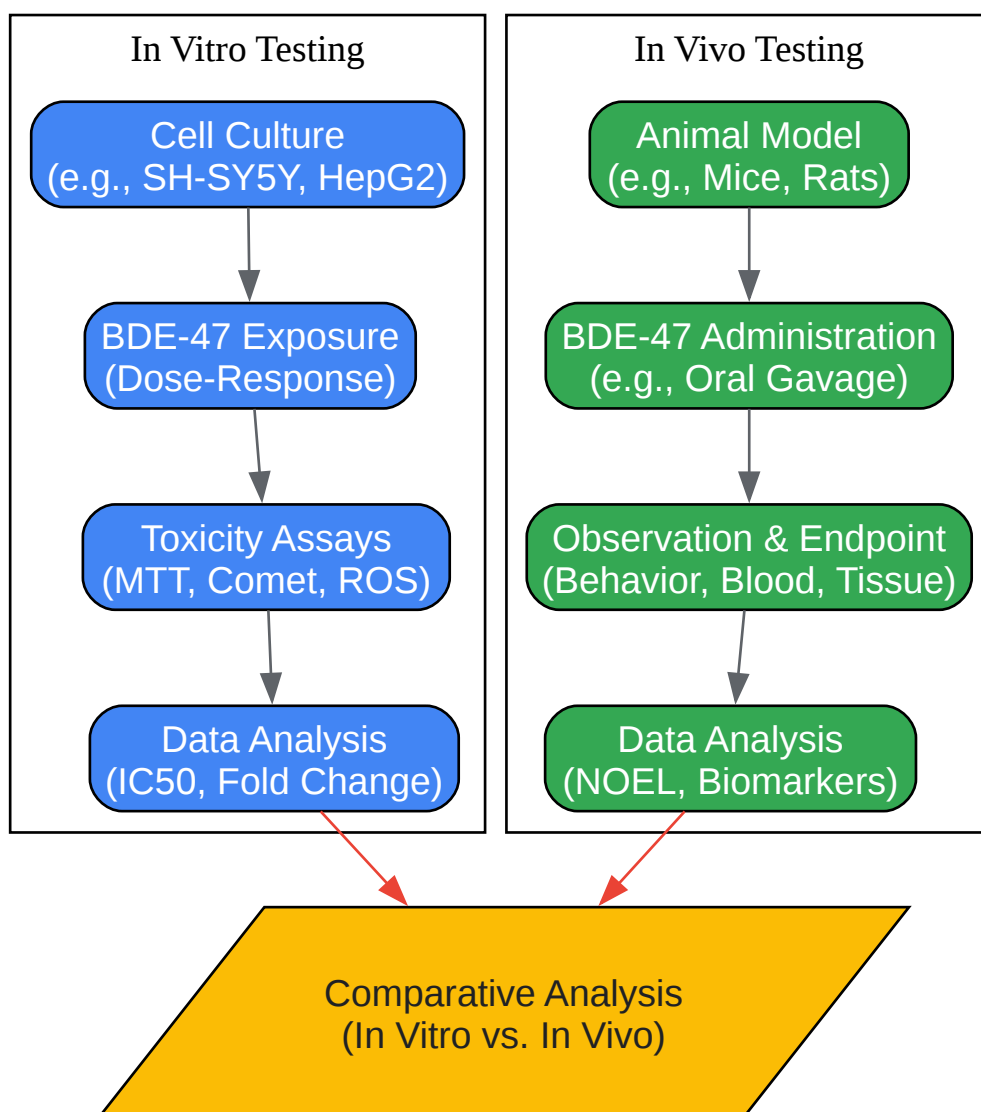 In Vitro Testing
Cell Culture
(e.g., SH-SY5Y, HepG2)
BDE-47 Exposure
(Dose-Response)
Toxicity Assays
(MTT, Comet, ROS)
Data Analysis
(IC50, Fold Change)
In Vivo Testing
Animal Model
(e.g., Mice, Rats)
BDE-47 Administration
(e.g., Oral Gavage)
Observation & Endpoint
(Behavior, Blood, Tissue)
Data Analysis
(NOEL, Biomarkers)
Comparative Analysis
(In Vitro vs. In Vivo)